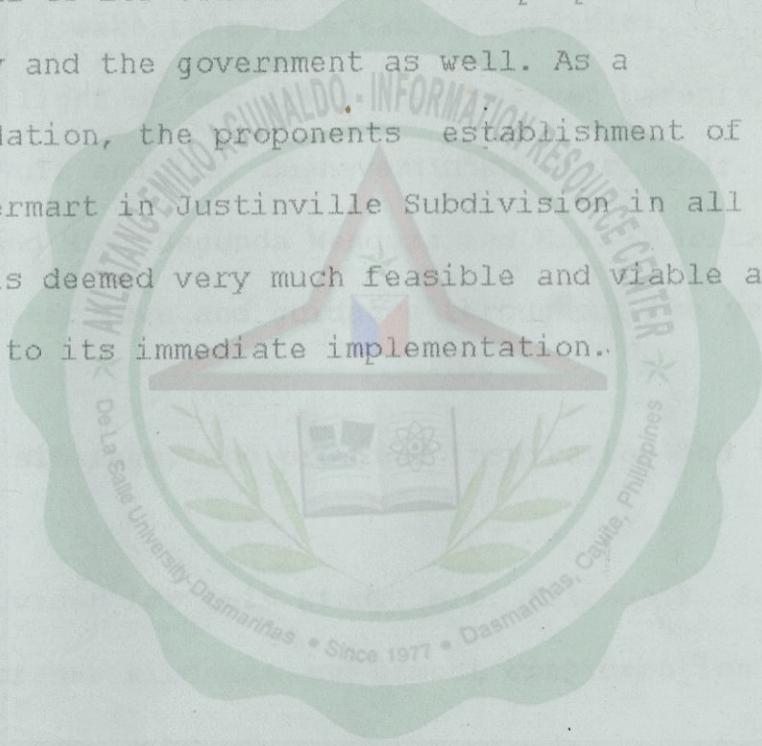 y and the government as well. As a
lation, the proponents establishment of
ermart in Justinville Subdivision in all
s deemed very much feasible and viable a
to its immediate implementation.
AKLATANG EMILIO AGUINALDO - INFORMATION RESOURCE CENTER
De La Salle University-Dasmariñas • Since 1977 • Dasmariñas, Cavite, Philippines